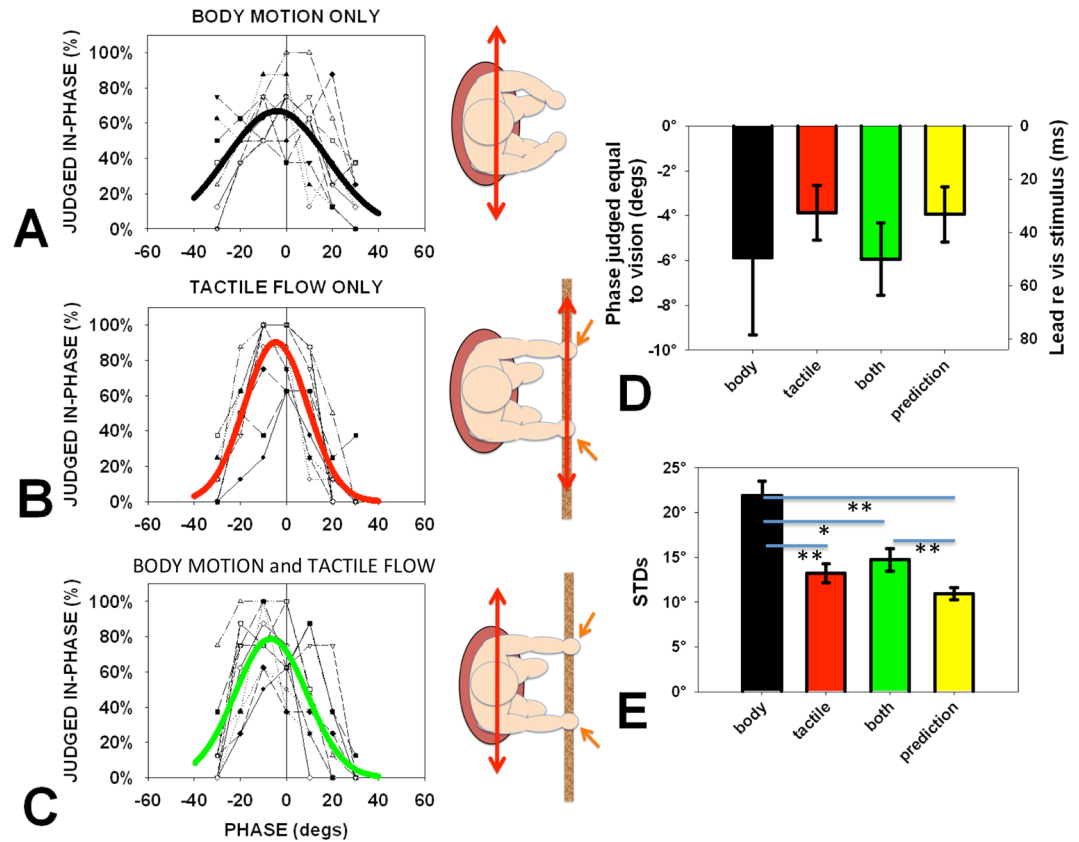 BODY MOTION ONLY
JUDGED IN-PHASE (%)
100%
80%
60%
40%
20%
0%
-60 -40 -20 0 20 40 60
A
TACTILE FLOW ONLY
JUDGED IN-PHASE (%)
100%
80%
60%
40%
20%
0%
-60 -40 -20 0 20 40 60
B
BODY MOTION and TACTILE FLOW
JUDGED IN-PHASE (%)
100%
80%
60%
40%
20%
0%
-60 -40 -20 0 20 40 60
PHASE (degs)
C
Phase judged equal
to vision (degs)
0°
-2°
-4°
-6°
-8°
-10°
0
20
40
60
80
Lead re vis stimulus (ms)
body
tactile
both
prediction
D
STDs
25°
20°
15°
10°
5°
0°
**
*
**
**
body
tactile
both
prediction
E